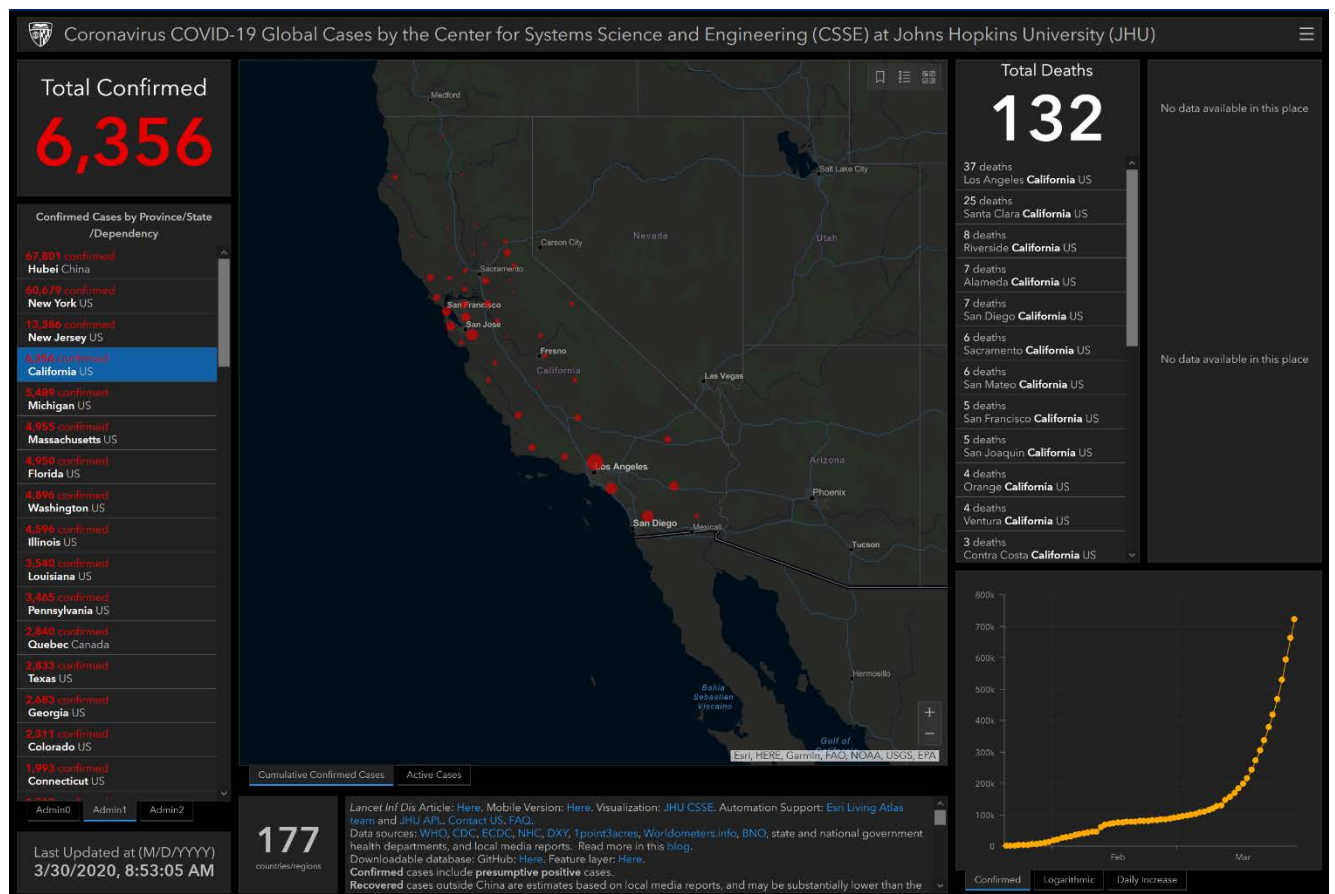 Coronavirus COVID-19 Global Cases by the Center for Systems Science and Engineering (CSSE) at Johns Hopkins University (JHU)
Total Confirmed
6,356
Confirmed Cases by Province/State
/Dependency
67,801 confirmed
Hubei China
60,679 confirmed
New York US
13,386 confirmed
New Jersey US
6,356 confirmed
California US
5,489 confirmed
Michigan US
4,955 confirmed
Massachusetts US
4,950 confirmed
Florida US
4,896 confirmed
Washington US
4,596 confirmed
Illinois US
3,540 confirmed
Louisiana US
3,465 confirmed
Pennsylvania US
2,840 confirmed
Quebec Canada
2,833 confirmed
Texas US
2,683 confirmed
Georgia US
2,311 confirmed
Colorado US
1,993 confirmed
Connecticut US
Admin0 Admin1 Admin2
Last Updated at (M/D/YYYY)
3/30/2020, 8:53:05 AM
Medford
Salt Lake City
Nevada
Utah
Carson City
Sacramento
San Francisco
San Jose
Fresno
California
Las Vegas
Los Angeles
Arizona
Phoenix
San Diego
Mexicali
Tucson
Hermosillo
Bahia
Sebastian
Viscaino
Gulf of
+
−
Esri, HERE, Garmin, FAO, NOAA, USGS, EPA
Cumulative Confirmed Cases Active Cases
177
countries/regions
Lancet Inf Dis Article: Here. Mobile Version: Here. Visualization: JHU CSSE. Automation Support: Esri Living Atlas
team and JHU APL. Contact US. FAQ.
Data sources: WHO, CDC, ECDC, NHC, DXY, 1point3acres, Worldometers.info, BNO, state and national government
health departments, and local media reports. Read more in this blog.
Downloadable database: GitHub: Here. Feature layer: Here.
Confirmed cases include presumptive positive cases.
Recovered cases outside China are estimates based on local media reports, and may be substantially lower than the
Total Deaths
132
37 deaths
Los Angeles California US
25 deaths
Santa Clara California US
8 deaths
Riverside California US
7 deaths
Alameda California US
7 deaths
San Diego California US
6 deaths
Sacramento California US
6 deaths
San Mateo California US
5 deaths
San Francisco California US
5 deaths
San Joaquin California US
4 deaths
Orange California US
4 deaths
Ventura California US
3 deaths
Contra Costa California US
No data available in this place
No data available in this place
800k
700k
600k
500k
400k
300k
200k
100k
0
Feb Mar
Confirmed Logarithmic Daily Increase